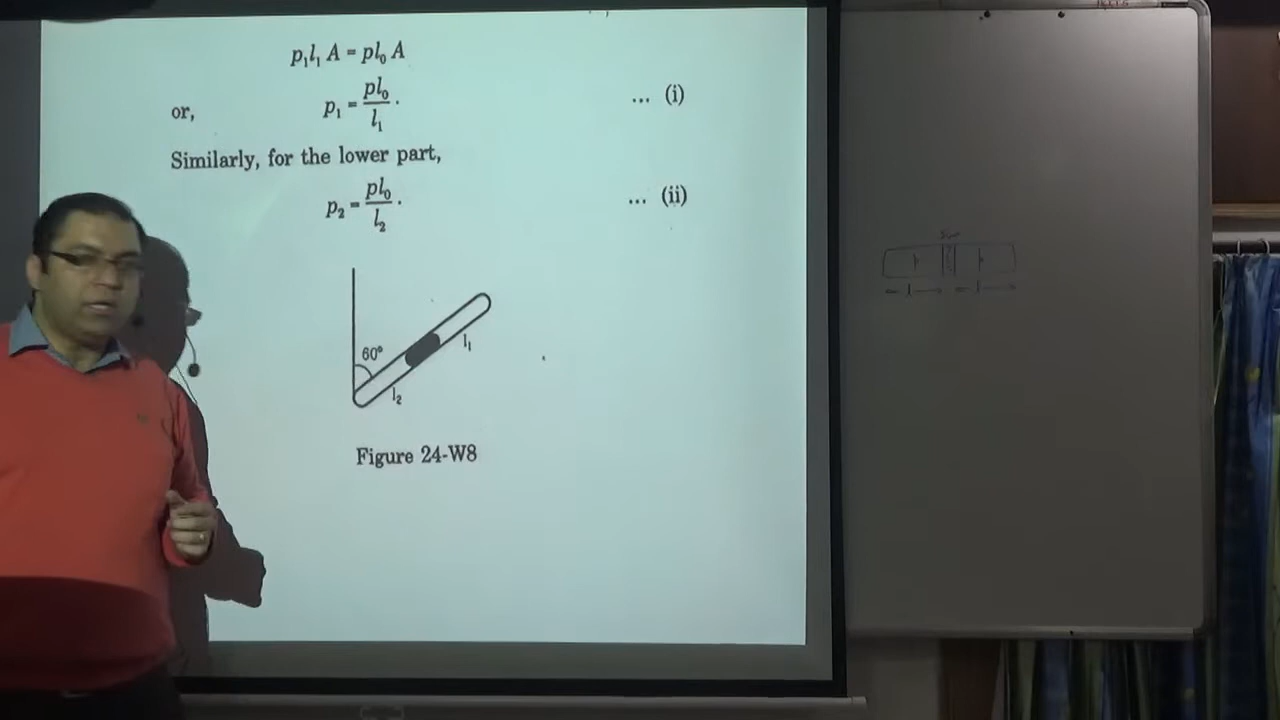 p₁l₁ A = pl₀ A
or, p₁ = pl₀/l₁ . ... (i)
Similarly, for the lower part,
p₂ = pl₀/l₂ . ... (ii)
60°
l₁
l₂
Figure 24-W8